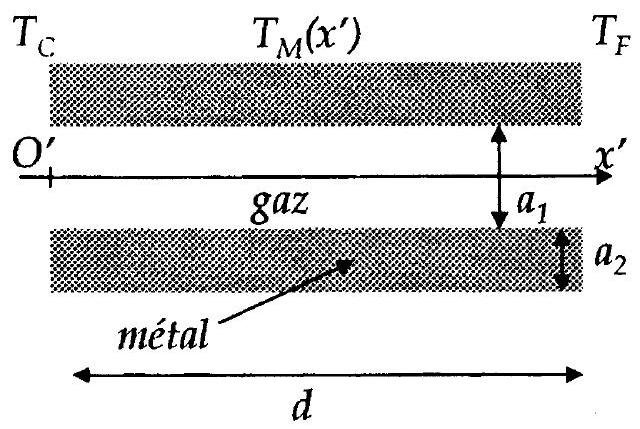 T_C T_M(x') T_F
O' x'
gaz a_1
a_2
métal
d